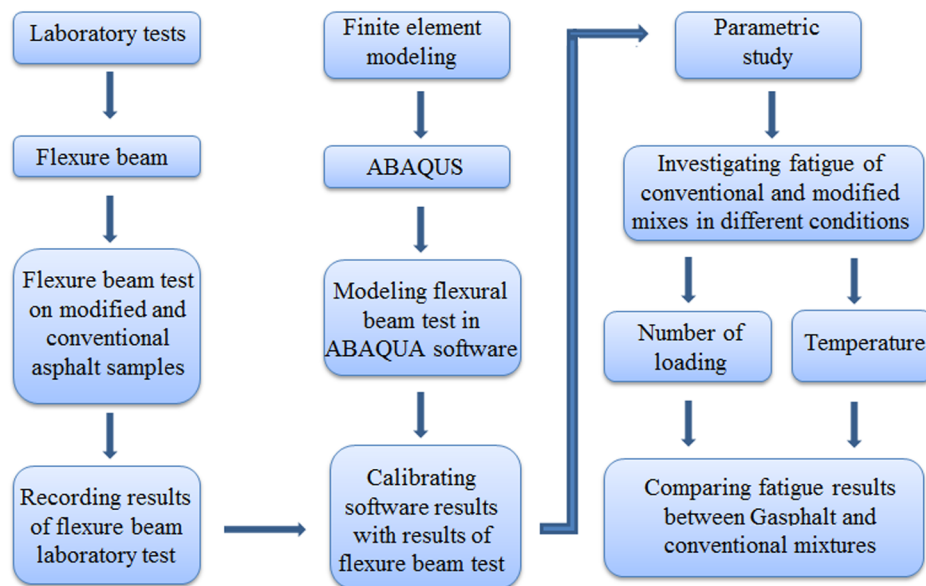 Laboratory tests
Flexure beam
Flexure beam test
on modified and
conventional
asphalt samples
Recording results
of flexure beam
laboratory test
Finite element
modeling
ABAQUS
Modeling flexural
beam test in
ABAQUA software
Calibrating
software results
with results of
flexure beam test
Parametric
study
Investigating fatigue of
conventional and modified
mixes in different conditions
Number of
loading
Temperature
Comparing fatigue results
between Gasphalt and
conventional mixtures